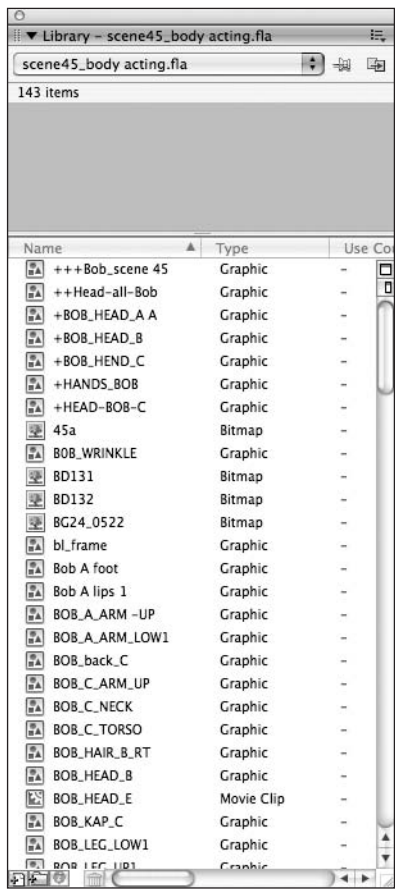 Library - scene45_body acting.fla
scene45_body acting.fla
143 items
Name Type Use Co
+++Bob_scene 45 Graphic -
++Head-all-Bob Graphic -
+BOB_HEAD_A A Graphic -
+BOB_HEAD_B Graphic -
+BOB_HEND_C Graphic -
+HANDS_BOB Graphic -
+HEAD-BOB-C Graphic -
45a Bitmap -
B0B_WRINKLE Graphic -
BD131 Bitmap -
BD132 Bitmap -
BG24_0522 Bitmap -
bl_frame Graphic -
Bob A foot Graphic -
Bob A lips 1 Graphic -
BOB_A_ARM -UP Graphic -
BOB_A_ARM_LOW1 Graphic -
BOB_back_C Graphic -
BOB_C_ARM_UP Graphic -
BOB_C_NECK Graphic -
BOB_C_TORSO Graphic -
BOB_HAIR_B_RT Graphic -
BOB_HEAD_B Graphic -
BOB_HEAD_E Movie Clip -
BOB_KAP_C Graphic -
BOB_LEG_LOW1 Graphic -
BOB_LEG_UP1 Graphic -